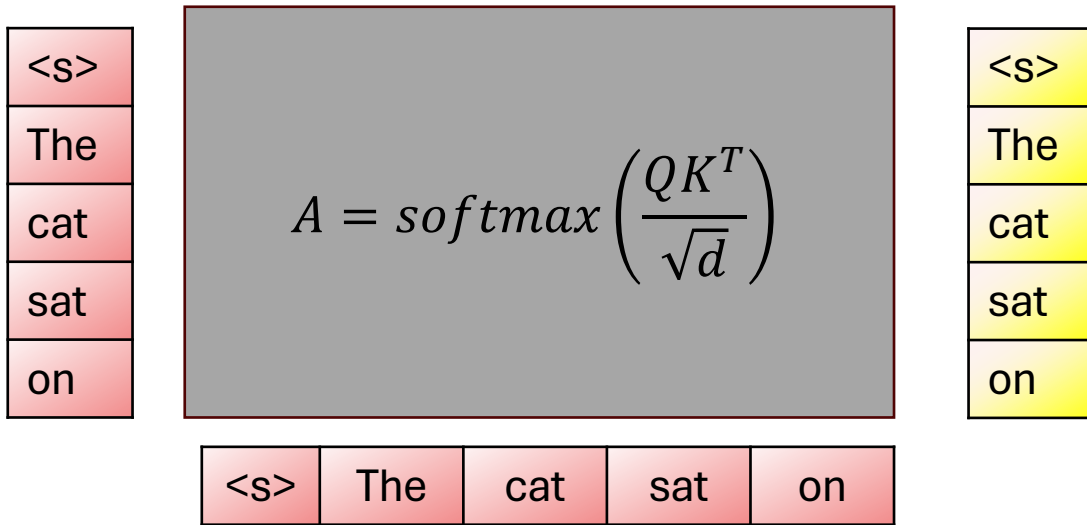 <s>
The
cat
sat
on
A = softmax(QK^T/√d)
<s>
The
cat
sat
on
<s> The cat sat on